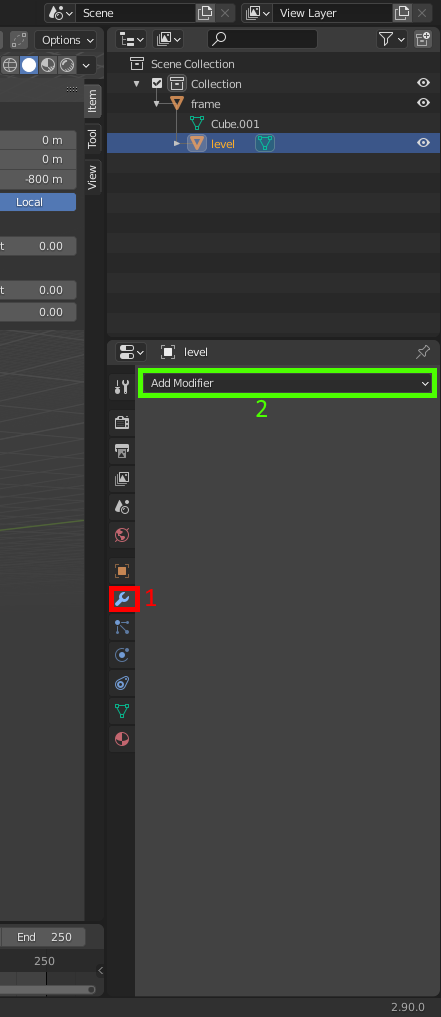 Scene
View Layer
Options
Scene Collection
Collection
frame
Cube.001
level
Item
Tool
View
0 m
0 m
-800 m
Local
t 0.00
t 0.00
0.00
level
Add Modifier
2
1
End 250
250
2.90.0